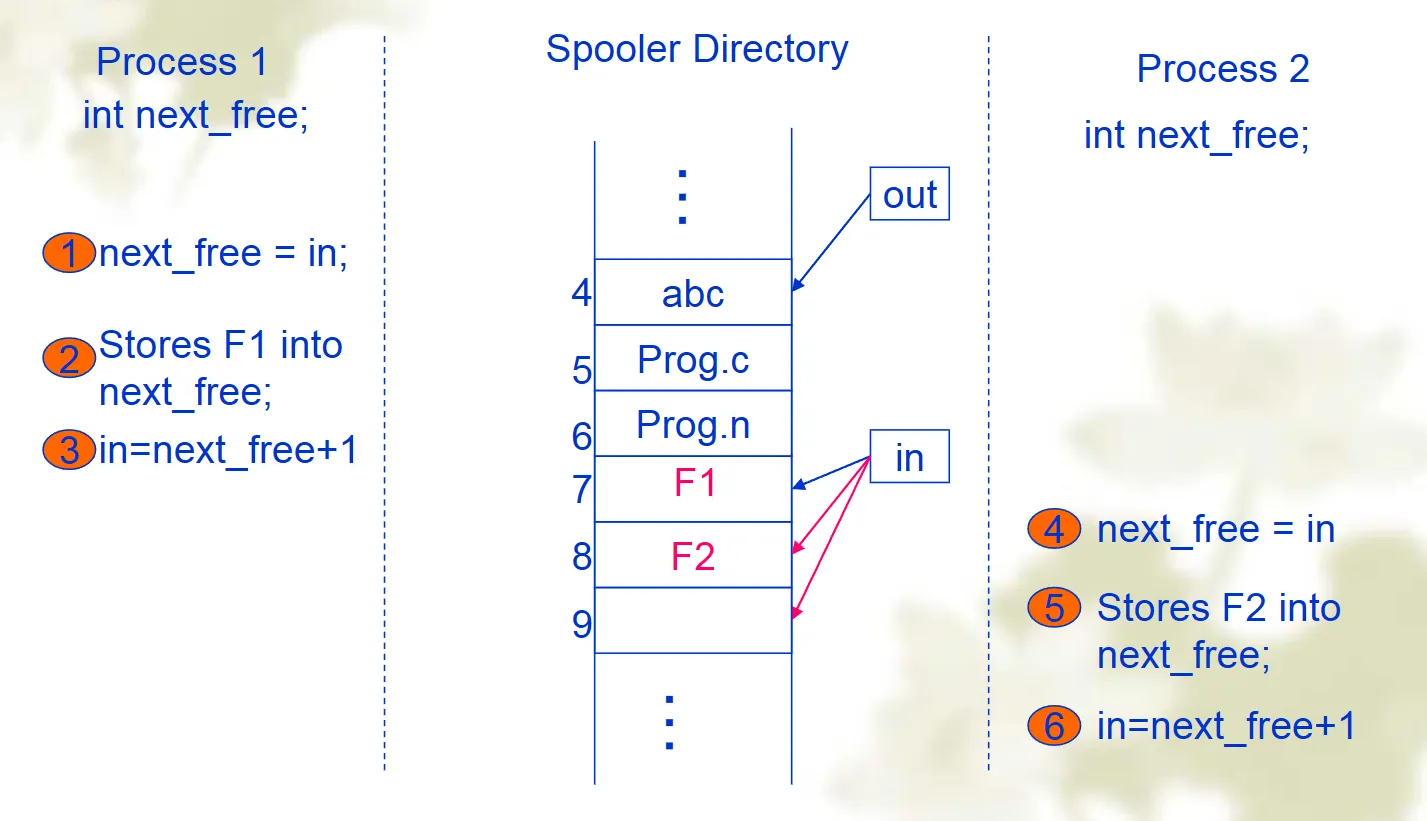 Process 1
int next_free;
1 next_free = in;
2 Stores F1 into
next_free;
3 in=next_free+1
Spooler Directory
out
4 abc
5 Prog.c
6 Prog.n
in
7 F1
8 F2
9
Process 2
int next_free;
4 next_free = in
5 Stores F2 into
next_free;
6 in=next_free+1